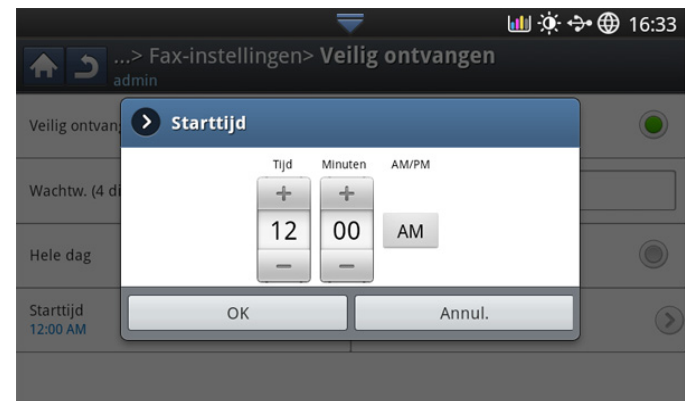 16:33
...> Fax-instellingen> Veilig ontvangen
admin
Veilig ontvan
Starttijd
Tijd Minuten AM/PM
Wachtw. (4 di
12 00 AM
Hele dag
Starttijd
12:00 AM
OK Annul.